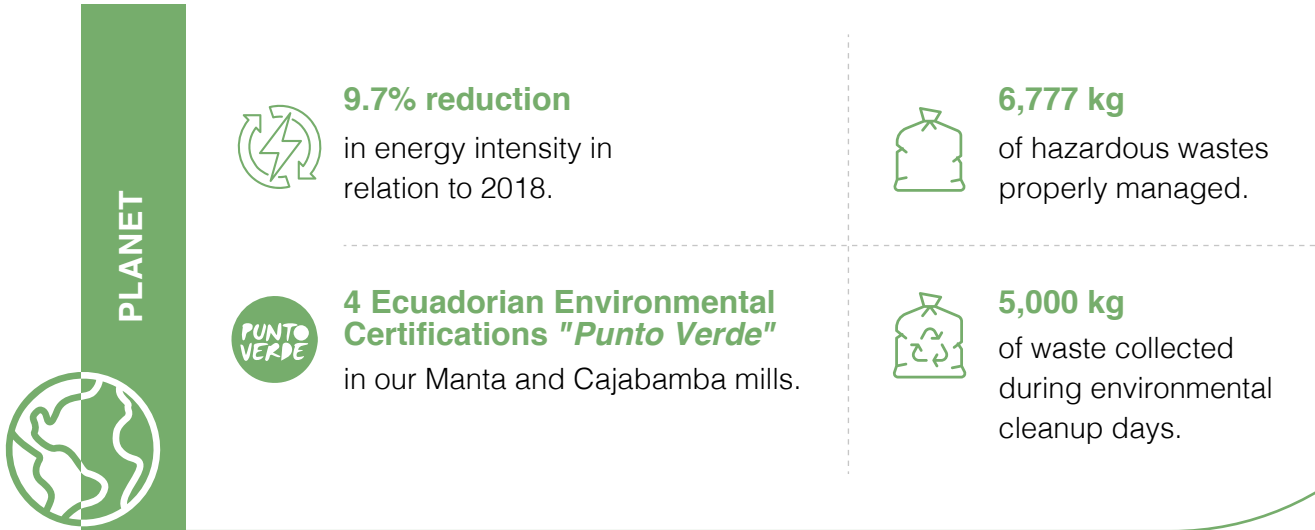 PLANET
9.7% reduction
in energy intensity in
relation to 2018.
6,777 kg
of hazardous wastes
properly managed.
PUNTO
VERDE
4 Ecuadorian Environmental
Certifications "Punto Verde"
in our Manta and Cajabamba mills.
5,000 kg
of waste collected
during environmental
cleanup days.